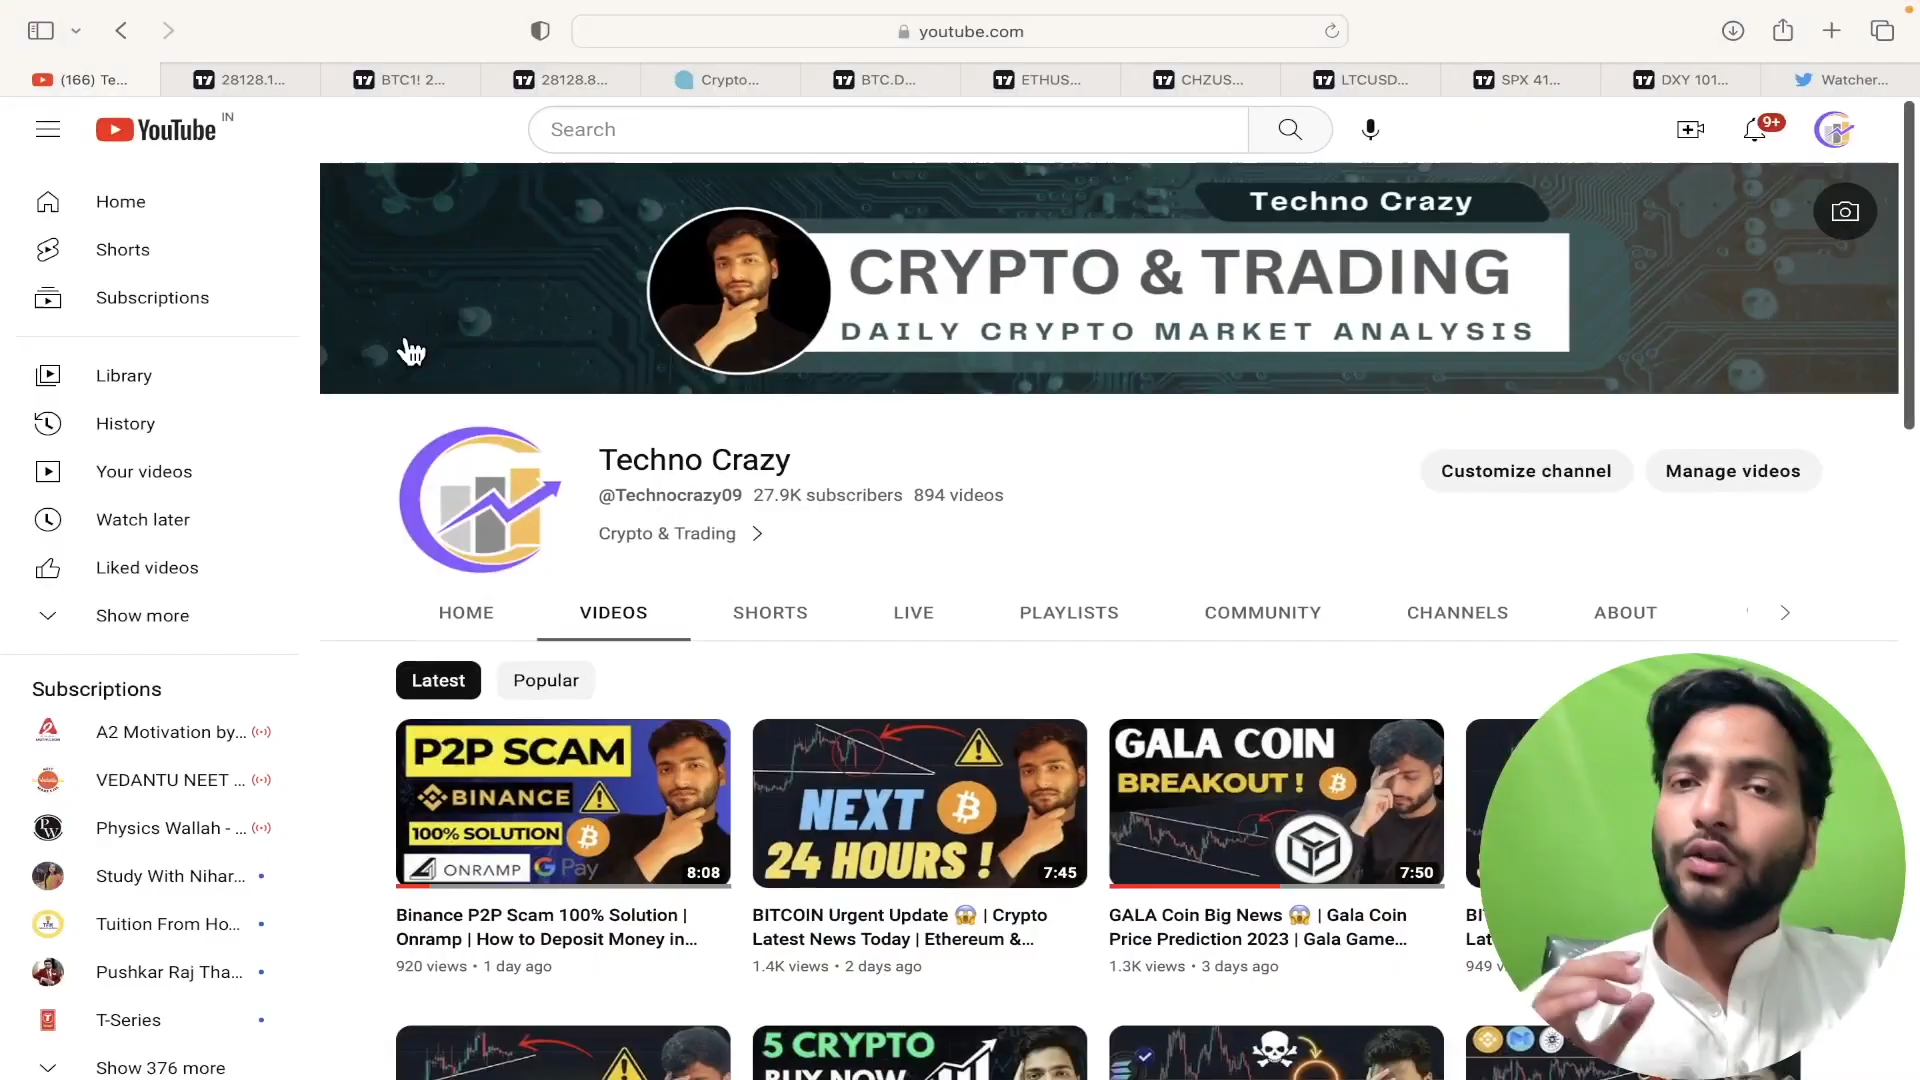 youtube.com
(166) Te...
28128.1...
BTC1! 2...
28128.8...
Crypto...
BTC.D...
ETHUS...
CHZUS...
LTCUSD...
SPX 41...
DXY 101...
Watcher...
YouTube IN
Search
9+
Home
Shorts
Subscriptions
Library
History
Your videos
Watch later
Liked videos
Show more
Subscriptions
A2 Motivation by...
VEDANTU NEET ...
Physics Wallah - ...
Study With Nihar...
Tuition From Ho...
Pushkar Raj Tha...
T-Series
Show 376 more
Techno Crazy
CRYPTO & TRADING
DAILY CRYPTO MARKET ANALYSIS
Techno Crazy
@Technocrazy09 27.9K subscribers 894 videos
Crypto & Trading
Customize channel
Manage videos
HOME
VIDEOS
SHORTS
LIVE
PLAYLISTS
COMMUNITY
CHANNELS
ABOUT
Latest
Popular
P2P SCAM
BINANCE
100% SOLUTION
ONRAMP
G Pay
8:08
Binance P2P Scam 100% Solution |
Onramp | How to Deposit Money in...
920 views • 1 day ago
NEXT
24 HOURS !
7:45
BITCOIN Urgent Update 😱 | Crypto
Latest News Today | Ethereum &...
1.4K views • 2 days ago
GALA COIN
BREAKOUT !
7:50
GALA Coin Big News 😱 | Gala Coin
Price Prediction 2023 | Gala Game...
1.3K views • 3 days ago
BI
Lat
949 v
5 CRYPTO
BUY NOW